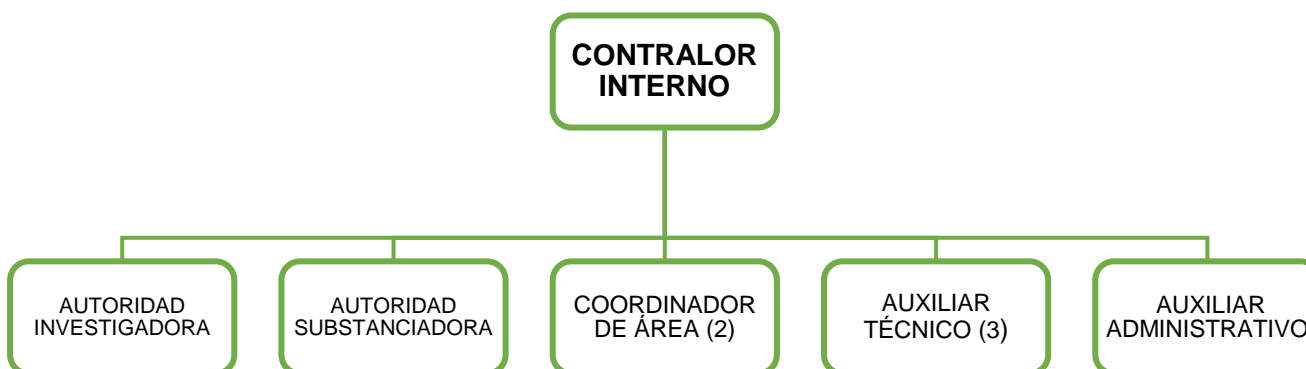 CONTRALOR
INTERNO
AUTORIDAD
INVESTIGADORA
AUTORIDAD
SUBSTANCIADORA
COORDINADOR
DE ÁREA (2)
AUXILIAR
TÉCNICO (3)
AUXILIAR
ADMINISTRATIVO